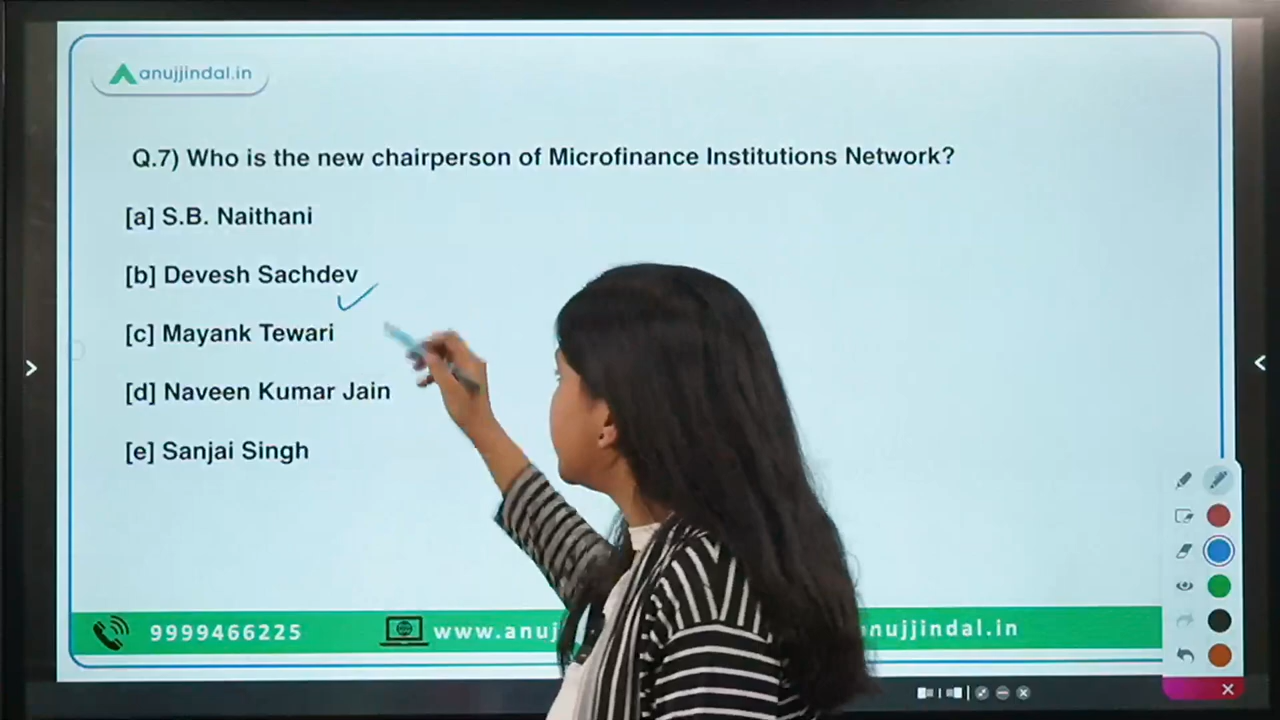 anujjindal.in
Q.7) Who is the new chairperson of Microfinance Institutions Network?
[a] S.B. Naithani
[b] Devesh Sachdev
[c] Mayank Tewari
[d] Naveen Kumar Jain
[e] Sanjai Singh
9999466225 www.anuj nujjindal.in